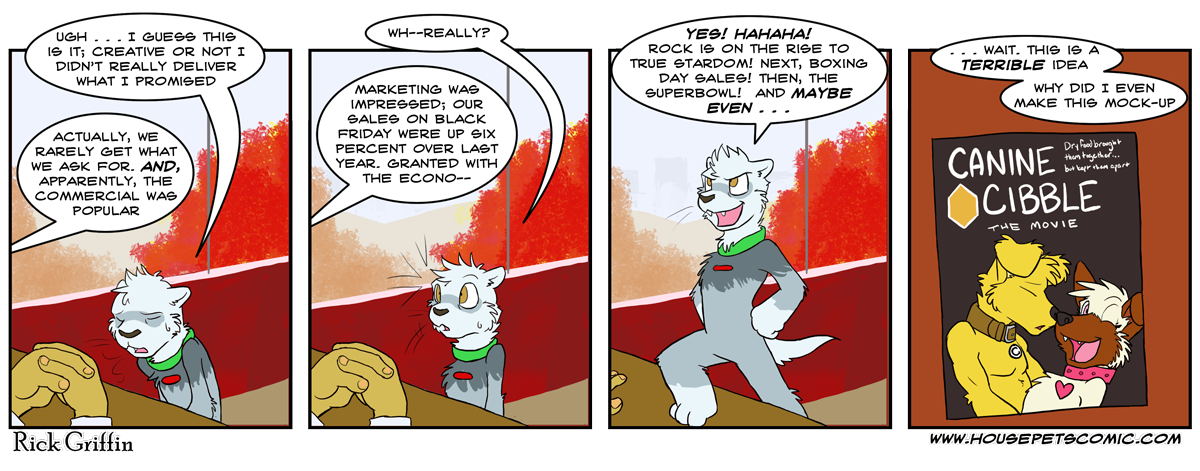 UGH . . . I GUESS THIS
IS IT; CREATIVE OR NOT I
DIDN'T REALLY DELIVER
WHAT I PROMISED
ACTUALLY, WE
RARELY GET WHAT
WE ASK FOR. AND,
APPARENTLY, THE
COMMERCIAL WAS
POPULAR
WH--REALLY?
MARKETING WAS
IMPRESSED; OUR
SALES ON BLACK
FRIDAY WERE UP SIX
PERCENT OVER LAST
YEAR. GRANTED WITH
THE ECONO--
YES! HAHAHA!
ROCK IS ON THE RISE TO
TRUE STARDOM! NEXT, BOXING
DAY SALES! THEN, THE
SUPERBOWL! AND MAYBE
EVEN . . .
. . . WAIT. THIS IS A
TERRIBLE IDEA
WHY DID I EVEN
MAKE THIS MOCK-UP
CANINE
CIBBLE
THE MOVIE
Dry food brought
them together...
but kept them apart
Rick Griffin
WWW.HOUSEPETSCOMIC.COM